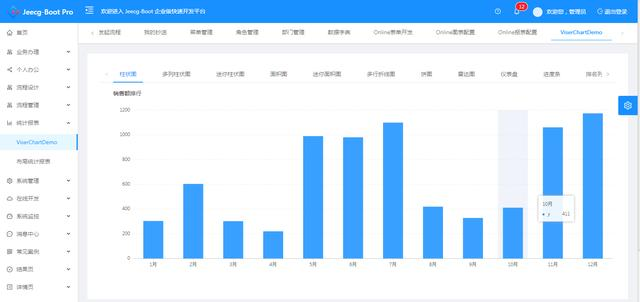 Jeecg-Boot Pro
欢迎进入 Jeecg-Boot 企业级快速开发平台
12
欢迎您，管理员
退出登录
首页
业务办理
个人办公
流程设计
流程管理
统计报表
ViserChartDemo
布局统计报表
系统管理
在线开发
系统监控
消息中心
常见案例
结果页
详情页
发起流程
我的抄送
菜单管理
角色管理
部门管理
数据字典
Online表单开发
Online图表配置
Online报表配置
ViserChartDemo
柱状图
多列柱状图
迷你柱状图
面积图
迷你面积图
多行折线图
饼图
雷达图
仪表盘
进度条
排名列
销售额排行
1200
1000
800
600
400
200
0
1月
2月
3月
4月
5月
6月
7月
8月
9月
10月
11月
12月
10月
y 411